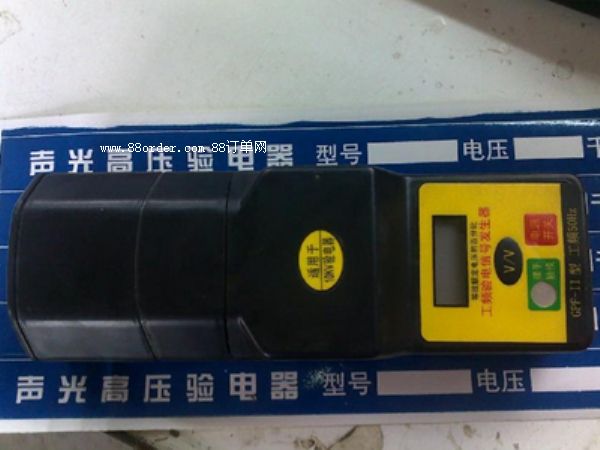 www.88order.com 88订单网
声光高压验电器 型号 电压 千
适用于
10KV验电器
工频验电信号发生器
V/V
电源
开关
GPF-II 型 工频50Hz
声光高压验电器 型号 电压